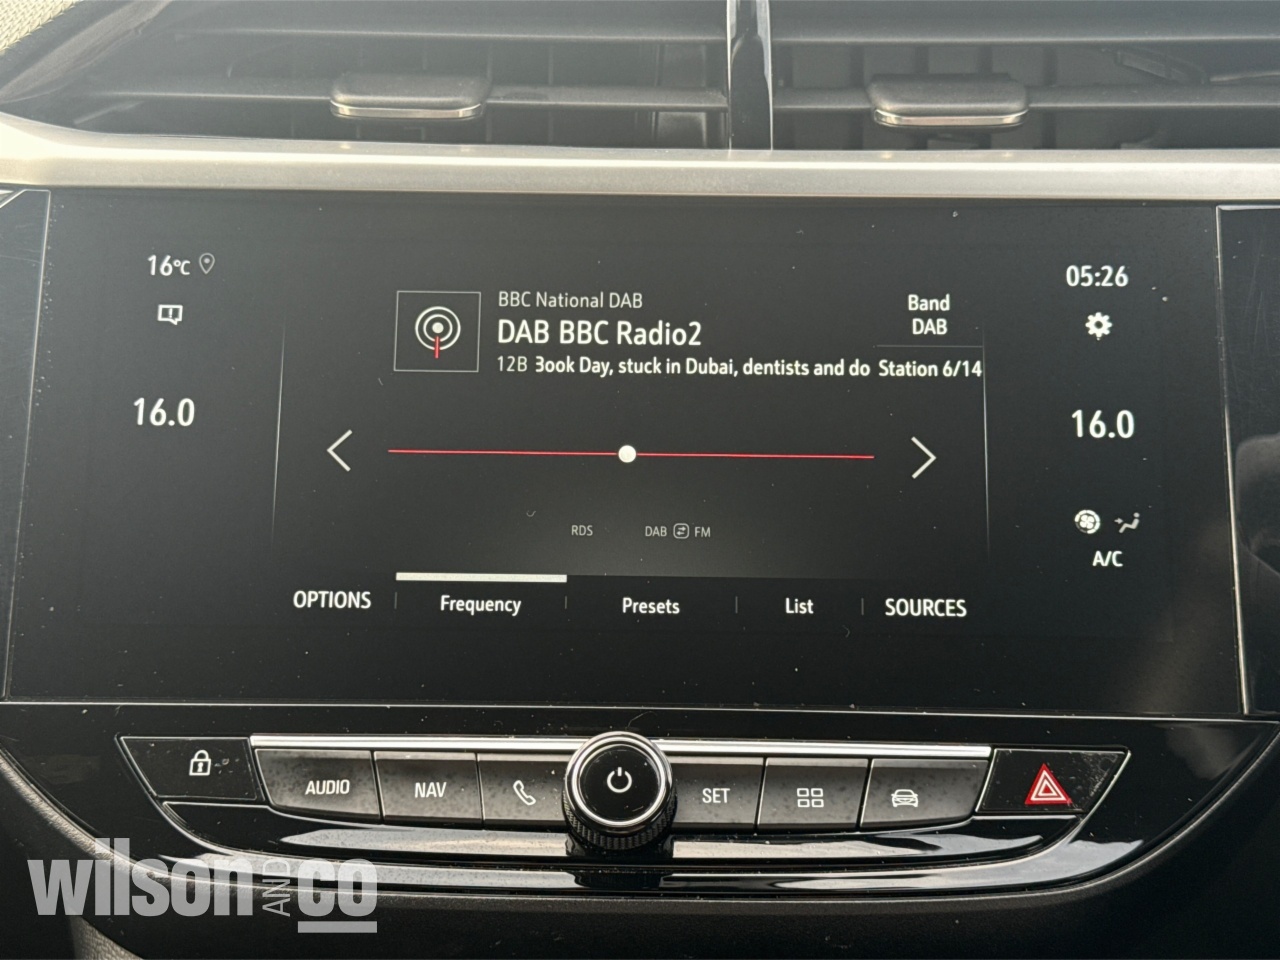 16°C
05:26
BBC National DAB
DAB BBC Radio2
12B 3ook Day, stuck in Dubai, dentists and do
Band
DAB
Station 6/14
16.0
16.0
RDS
DAB FM
A/C
OPTIONS
Frequency
Presets
List
SOURCES
AUDIO
NAV
SET
wilson AND co